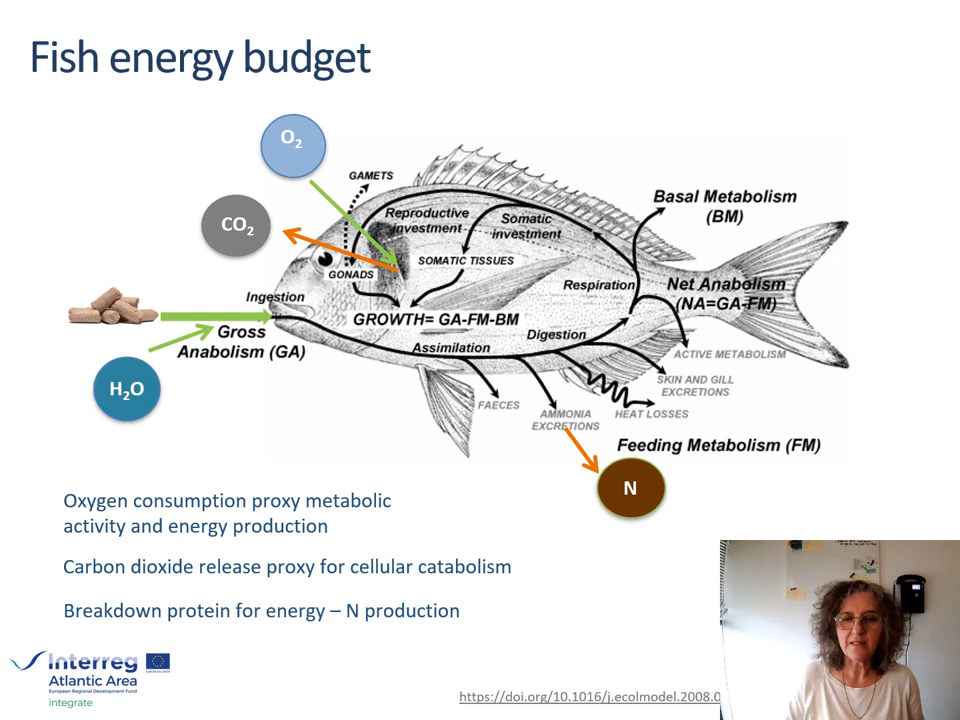 Fish energy budget
O2
GAMETS
CO2
Reproductive
investment
Somatic
investment
Basal Metabolism
(BM)
GONADS
SOMATIC TISSUES
Respiration
Net Anabolism
(NA=GA-FM)
Ingestion
GROWTH= GA-FM-BM
Gross
Anabolism (GA)
Digestion
Assimilation
ACTIVE METABOLISM
H2O
SKIN AND GILL
EXCRETIONS
FAECES
AMMONIA
EXCRETIONS
HEAT LOSSES
Feeding Metabolism (FM)
N
Oxygen consumption proxy metabolic
activity and energy production
Carbon dioxide release proxy for cellular catabolism
Breakdown protein for energy – N production
Interreg
Atlantic Area
European Regional Development Fund
integrate
https://doi.org/10.1016/j.ecolmodel.2008.0